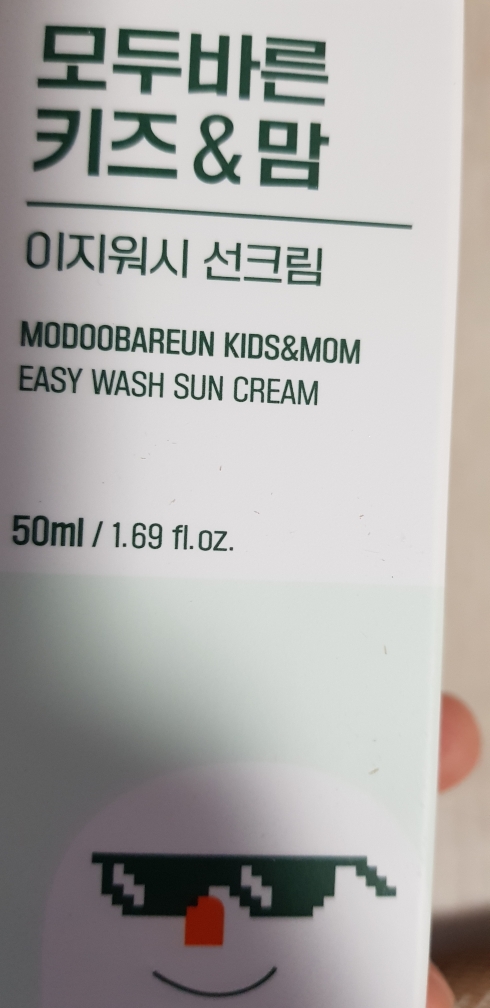 모두바른
키즈&맘
이지워시 선크림
MODOOBAREUN KIDS&MOM
EASY WASH SUN CREAM
50ml / 1.69 fl.oz.